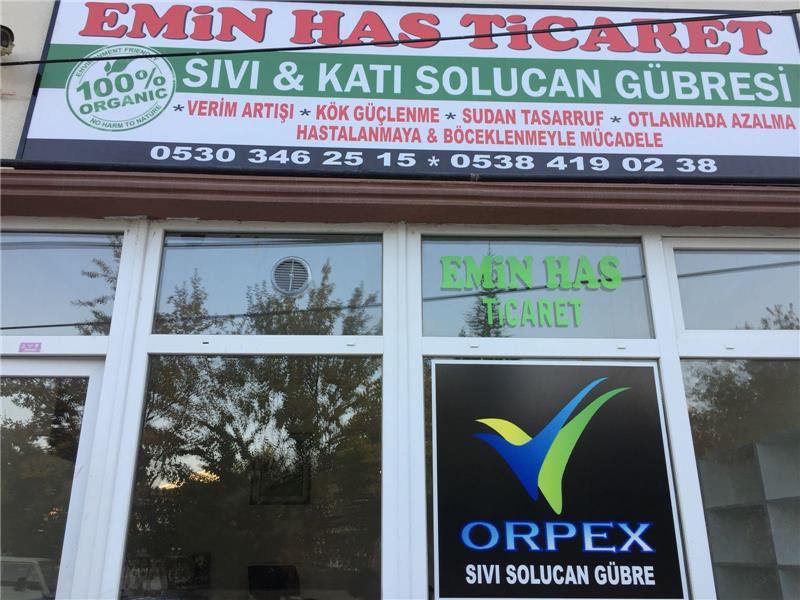 EMiN HAS TiCARET
ENVIRONMENT FRIENDLY
100%
ORGANIC
NO HARM TO NATURE
SIVI & KATI SOLUCAN GÜBRESİ
* VERİM ARTIŞI * KÖK GÜÇLENME * SUDAN TASARRUF * OTLANMADA AZALMA
HASTALANMAYA & BÖCEKLENMEYLE MÜCADELE
0530 346 25 15 * 0538 419 02 38
EMiN HAS
TiCARET
ORPEX
SIVI SOLUCAN GÜBRE